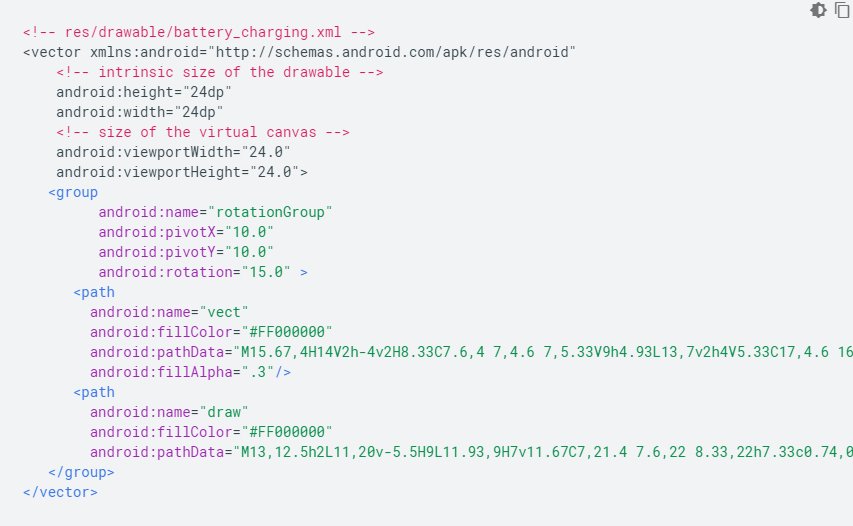 <!-- res/drawable/battery_charging.xml -->
<vector xmlns:android="http://schemas.android.com/apk/res/android"
    <!-- intrinsic size of the drawable -->
    android:height="24dp"
    android:width="24dp"
    <!-- size of the virtual canvas -->
    android:viewportWidth="24.0"
    android:viewportHeight="24.0">
   <group
         android:name="rotationGroup"
         android:pivotX="10.0"
         android:pivotY="10.0"
         android:rotation="15.0" >
      <path
        android:name="vect"
        android:fillColor="#FF000000"
        android:pathData="M15.67,4H14V2h-4v2H8.33C7.6,4 7,4.6 7,5.33V9h4.93L13,7v2h4V5.33C17,4.6 16
        android:fillAlpha=".3"/>
      <path
        android:name="draw"
        android:fillColor="#FF000000"
        android:pathData="M13,12.5h2L11,20v-5.5H9L11.93,9H7v11.67C7,21.4 7.6,22 8.33,22h7.33c0.74,0
   </group>
</vector>